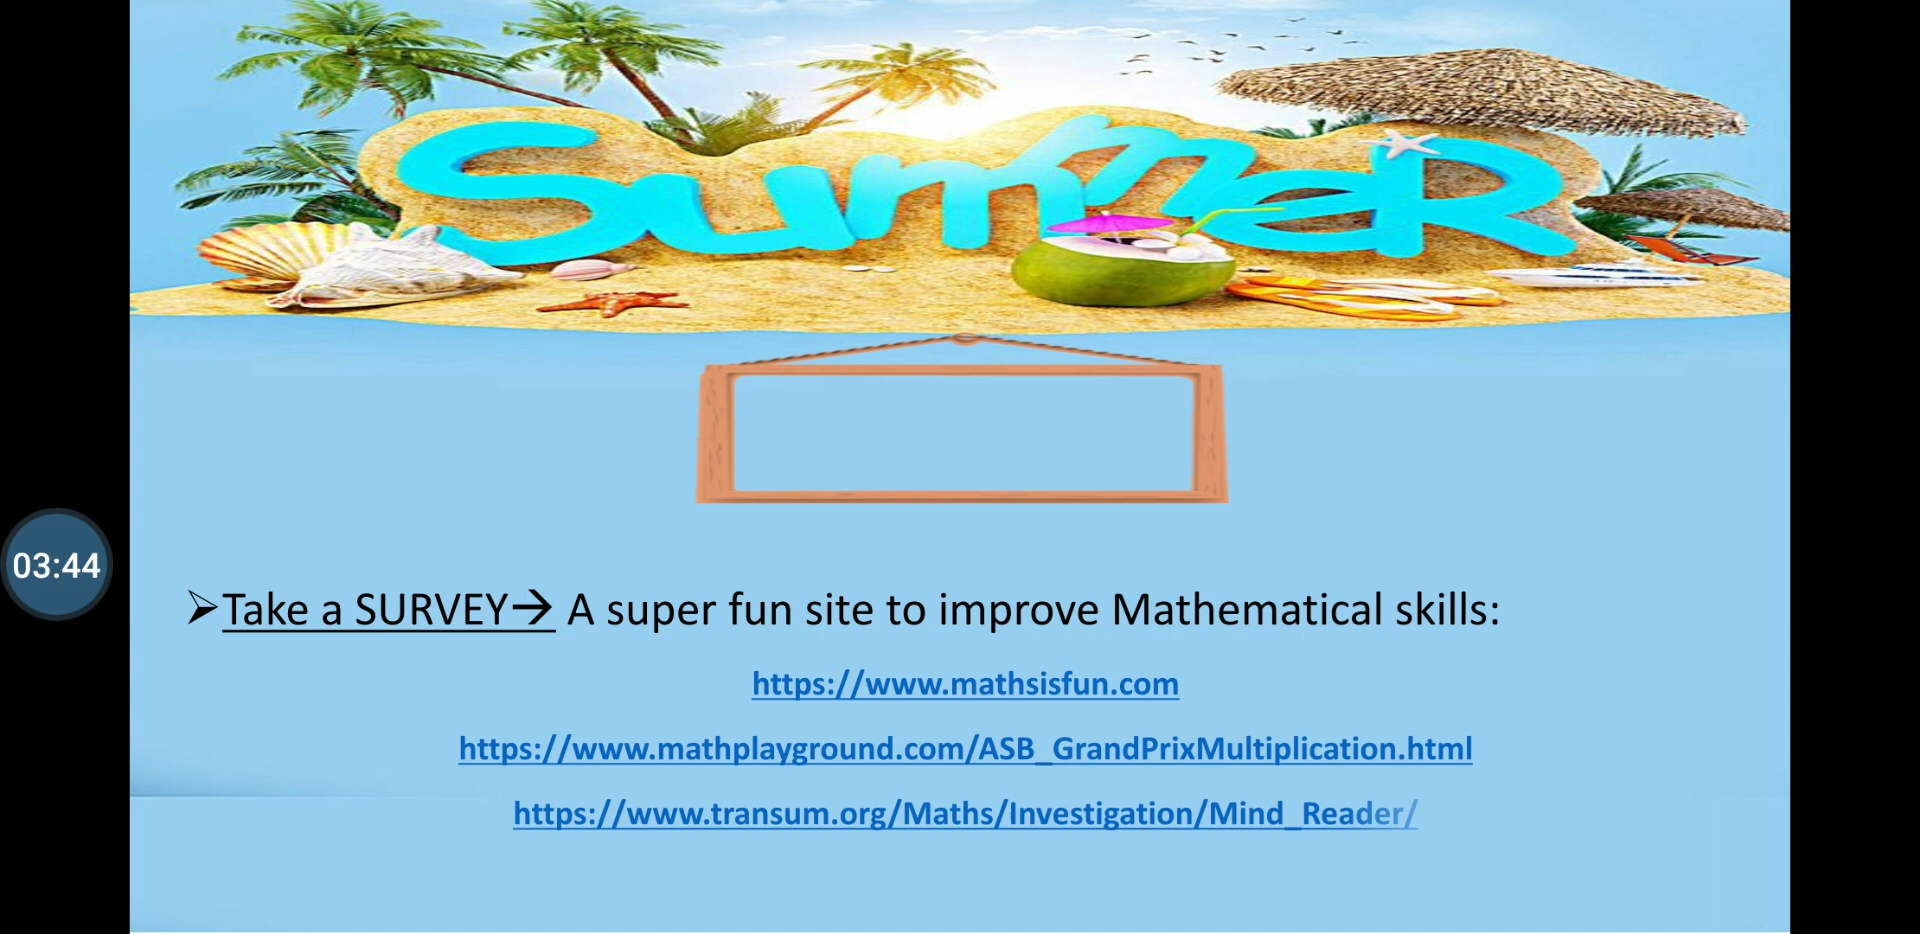 SummeR
03:44
➢Take a SURVEY→ A super fun site to improve Mathematical skills:
https://www.mathsisfun.com
https://www.mathplayground.com/ASB_GrandPrixMultiplication.html
https://www.transum.org/Maths/Investigation/Mind_Reader/